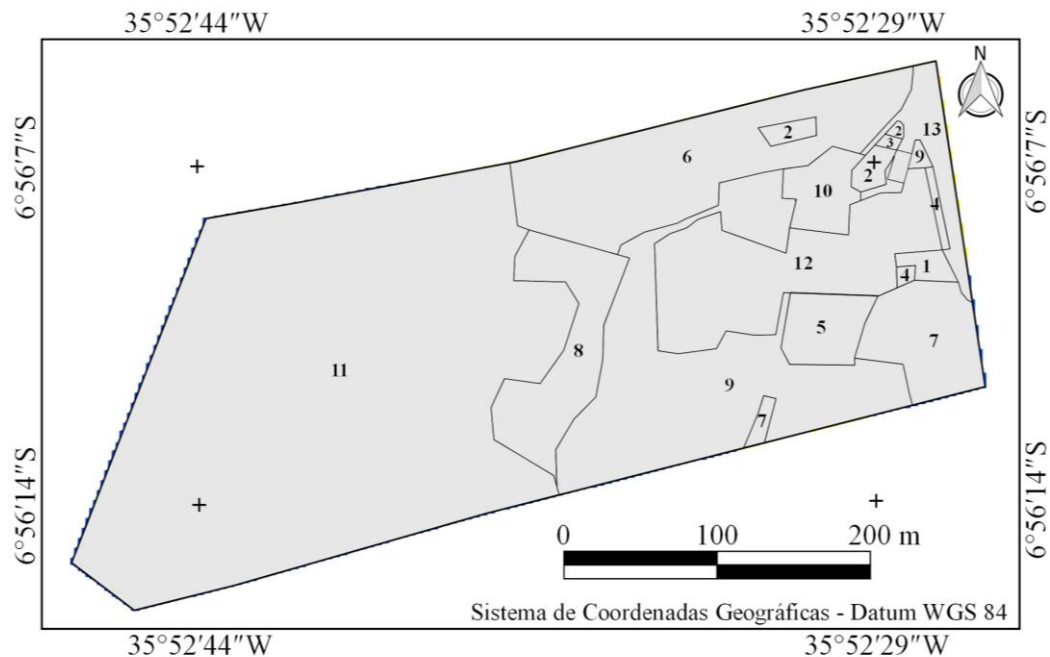 35°52'44"W 35°52'29"W
N
6°56'7"S 6°56'7"S
2 2 13
6 3 9
10 2
4
12 4 1
5
8 7
11 9
7
6°56'14"S 6°56'14"S
0 100 200 m
Sistema de Coordenadas Geográficas - Datum WGS 84
35°52'44"W 35°52'29"W